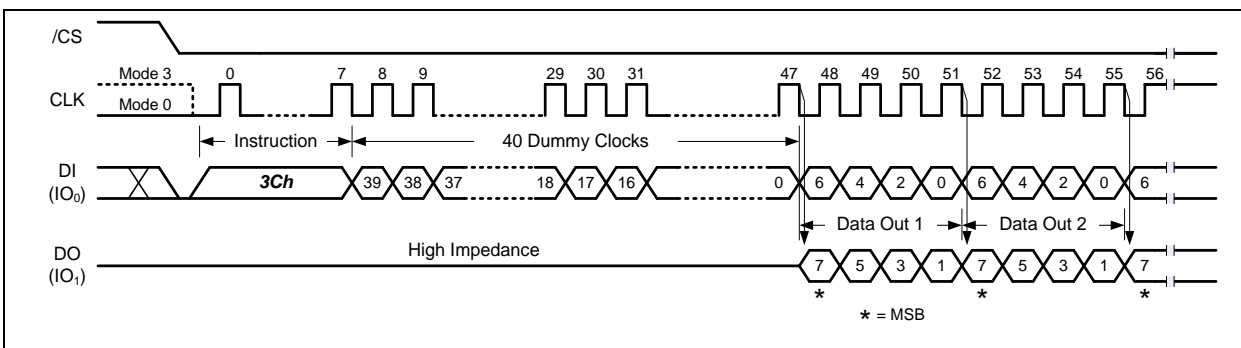 /CS
Mode 3 0 7 8 9 29 30 31 47 48 49 50 51 52 53 54 55 56
CLK
Mode 0
Instruction 40 Dummy Clocks
DI
(IO0)
3Ch 39 38 37 18 17 16 0 6 4 2 0 6 4 2 0 6
Data Out 1 Data Out 2
DO
(IO1)
High Impedance
7 5 3 1 7 5 3 1 7
* * *
* = MSB